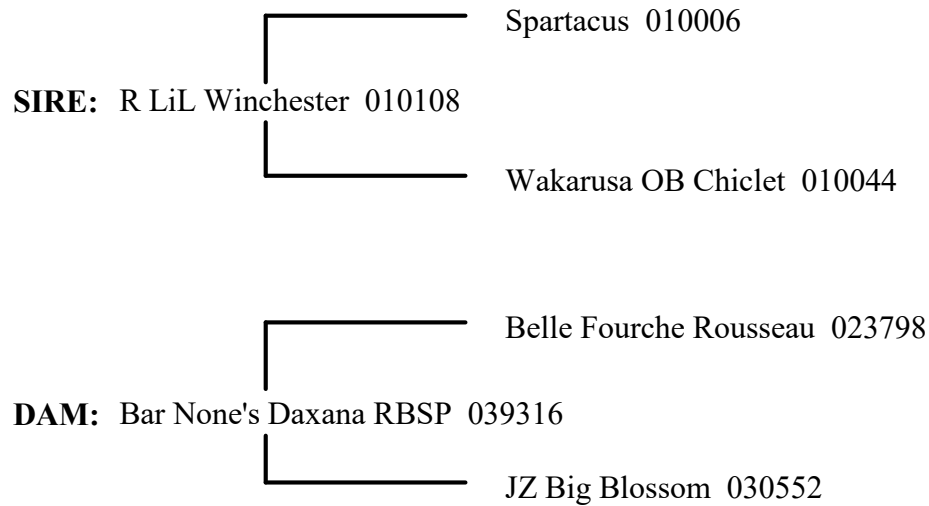 Spartacus 010006
SIRE: R LiL Winchester 010108
Wakarusa OB Chiclet 010044
Belle Fourche Rousseau 023798
DAM: Bar None's Daxana RBSP 039316
JZ Big Blossom 030552